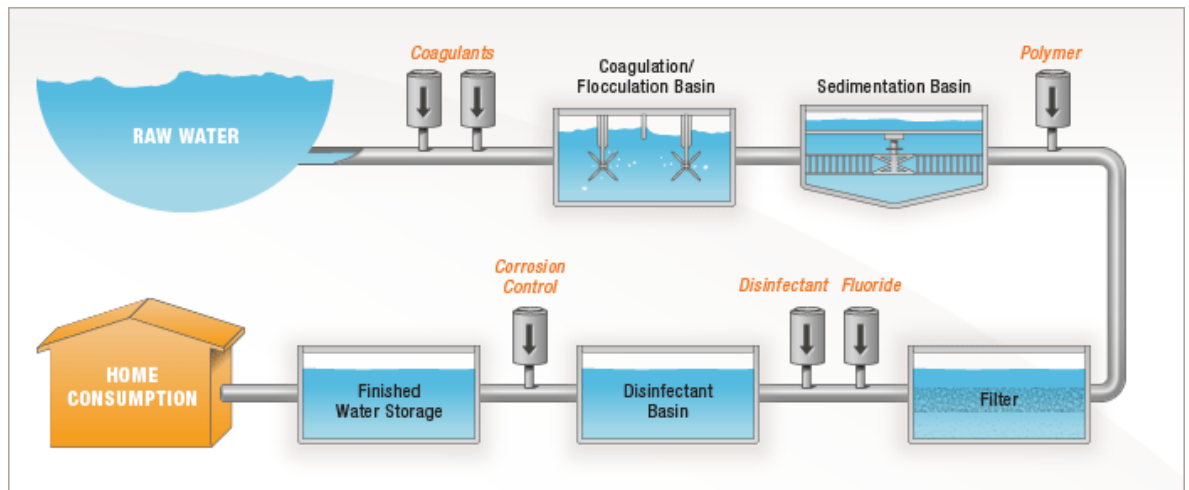 Coagulants
Coagulation/
Flocculation Basin
Sedimentation Basin
Polymer
RAW WATER
Corrosion
Control
Disinfectant
Fluoride
HOME
CONSUMPTION
Finished
Water Storage
Disinfectant
Basin
Filter